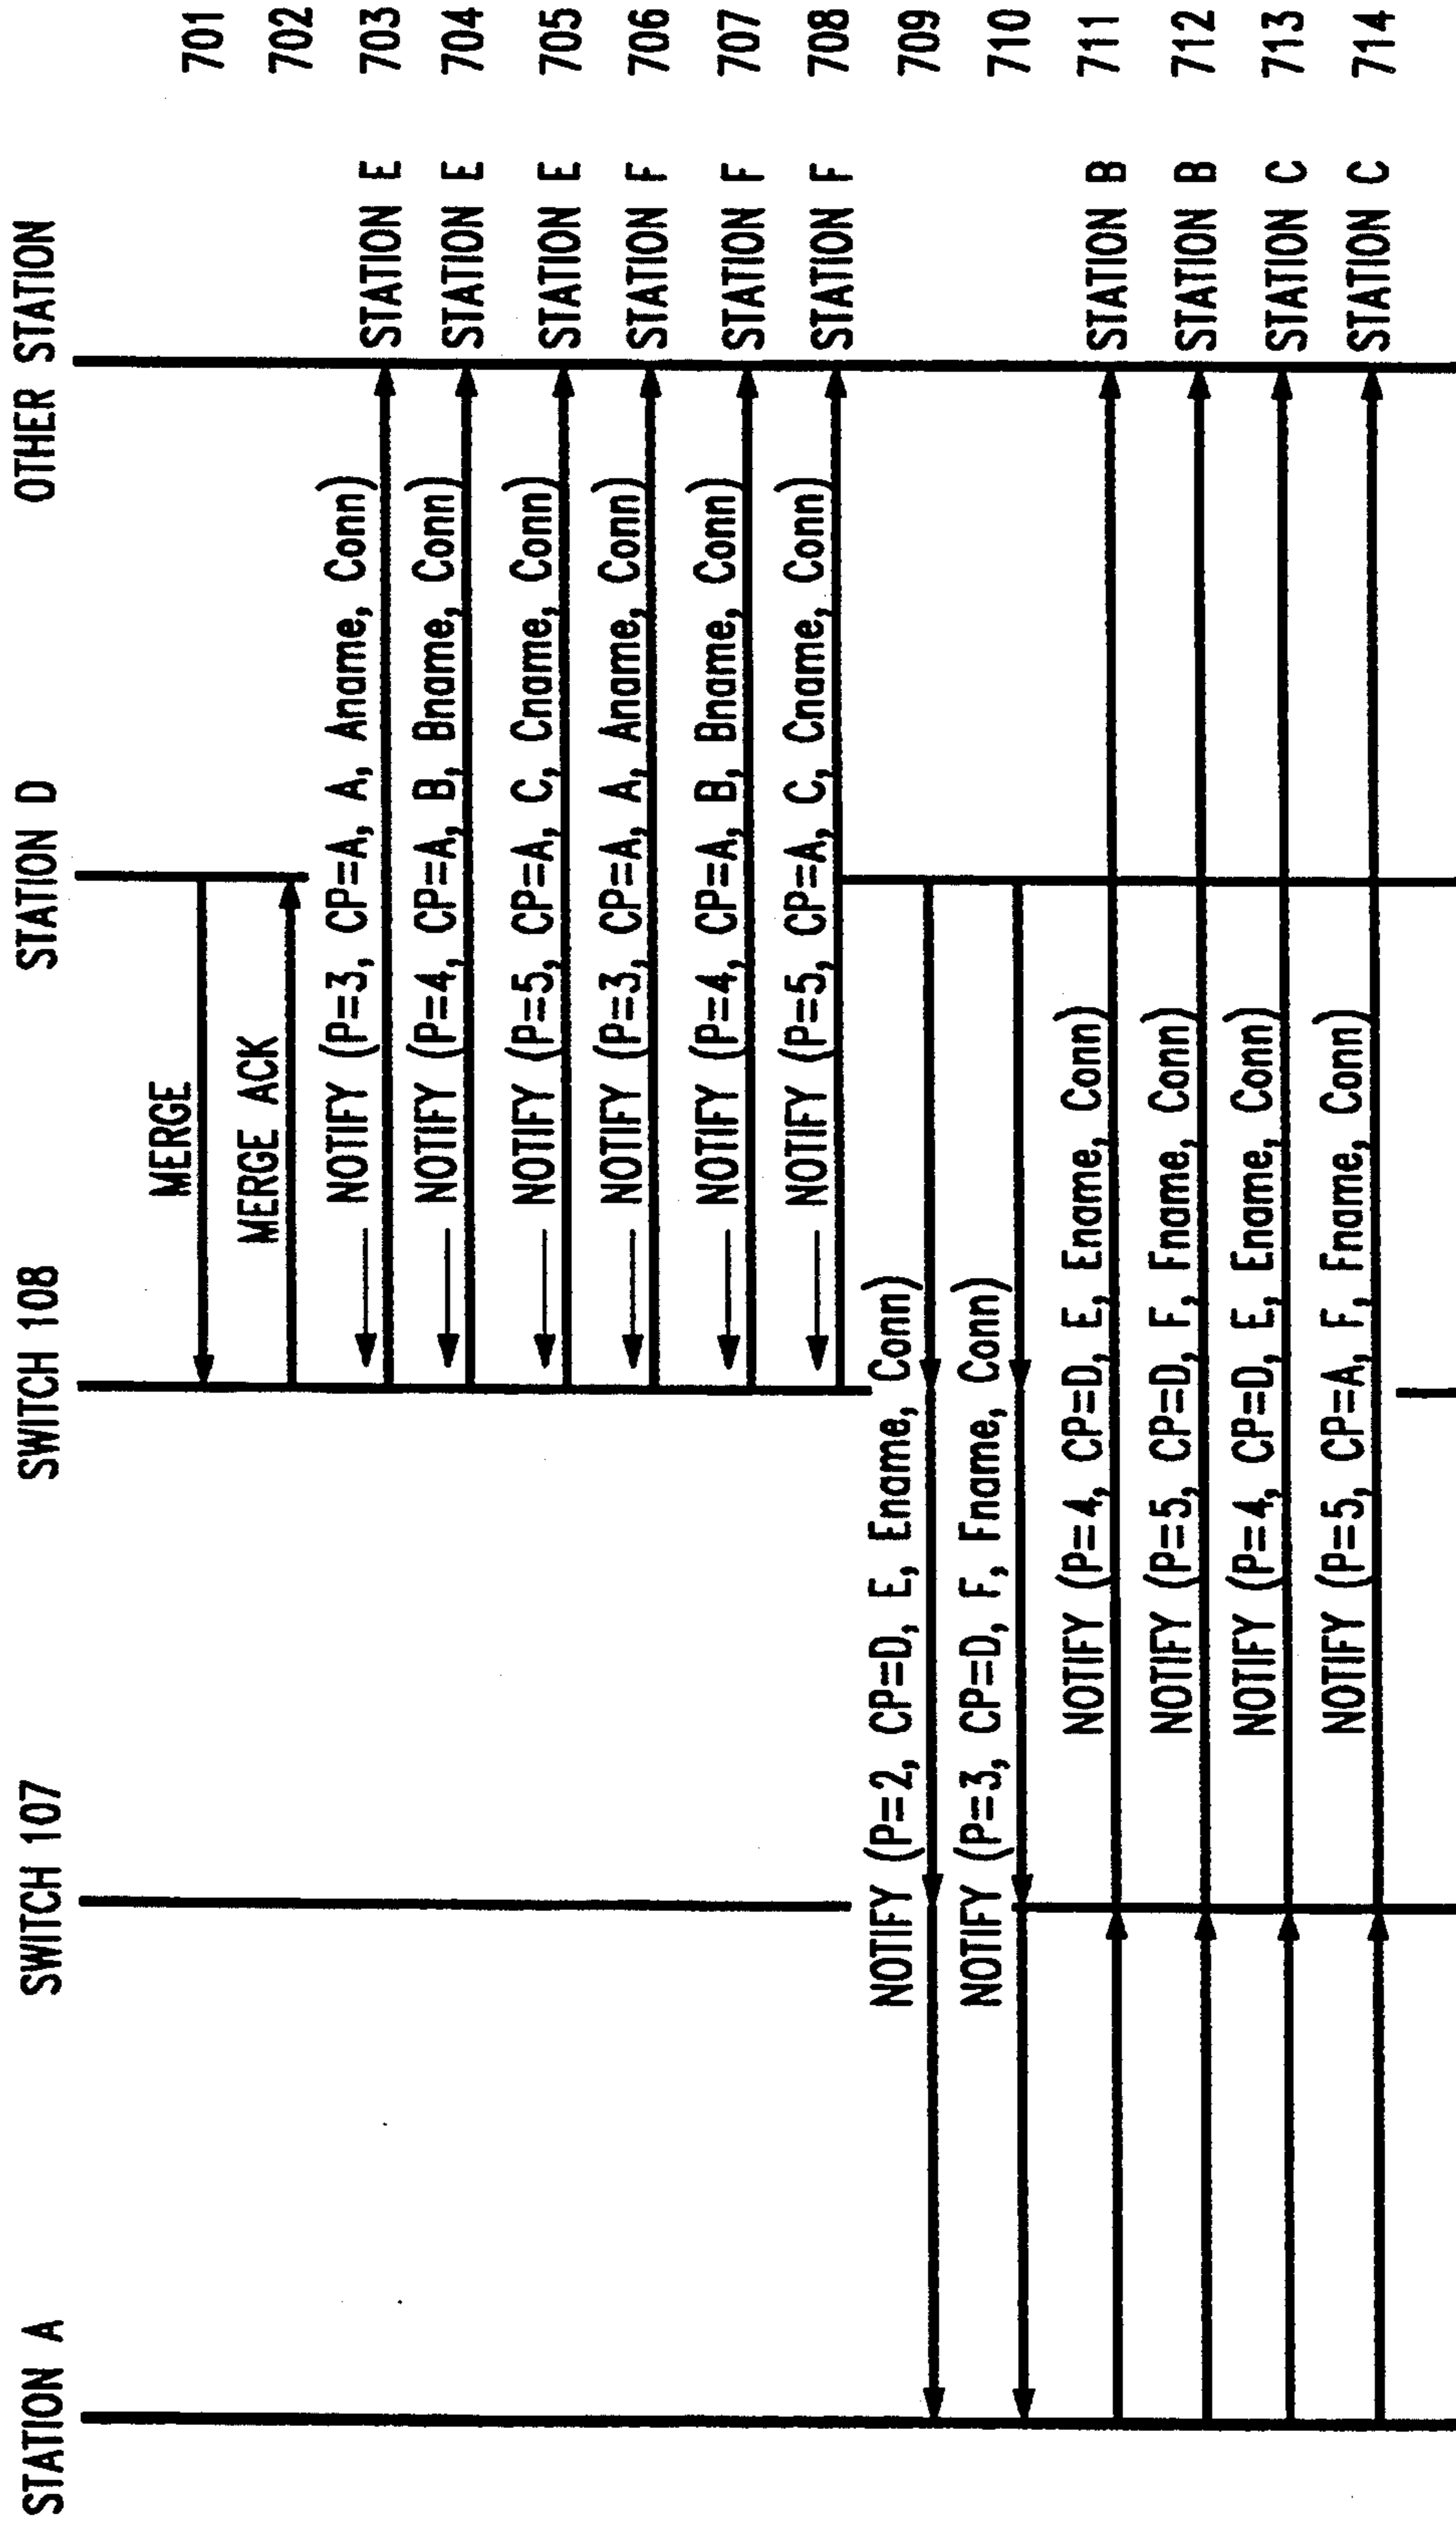 STATION A SWITCH 107 SWITCH 108 STATION D OTHER STATION
MERGE 701
MERGE ACK 702
NOTIFY (P=3, CP=A, A, Aname, Conn) STATION E 703
NOTIFY (P=4, CP=A, B, Bname, Conn) STATION E 704
NOTIFY (P=5, CP=A, C, Cname, Conn) STATION E 705
NOTIFY (P=3, CP=A, A, Aname, Conn) STATION F 706
NOTIFY (P=4, CP=A, B, Bname, Conn) STATION F 707
NOTIFY (P=5, CP=A, C, Cname, Conn) STATION F 708
NOTIFY (P=2, CP=D, E, Ename, Conn) 709
NOTIFY (P=3, CP=D, F, Fname, Conn) 710
NOTIFY (P=4, CP=D, E, Ename, Conn) STATION B 711
NOTIFY (P=5, CP=D, F, Fname, Conn) STATION B 712
NOTIFY (P=4, CP=D, E, Ename, Conn) STATION C 713
NOTIFY (P=5, CP=A, F, Fname, Conn) STATION C 714